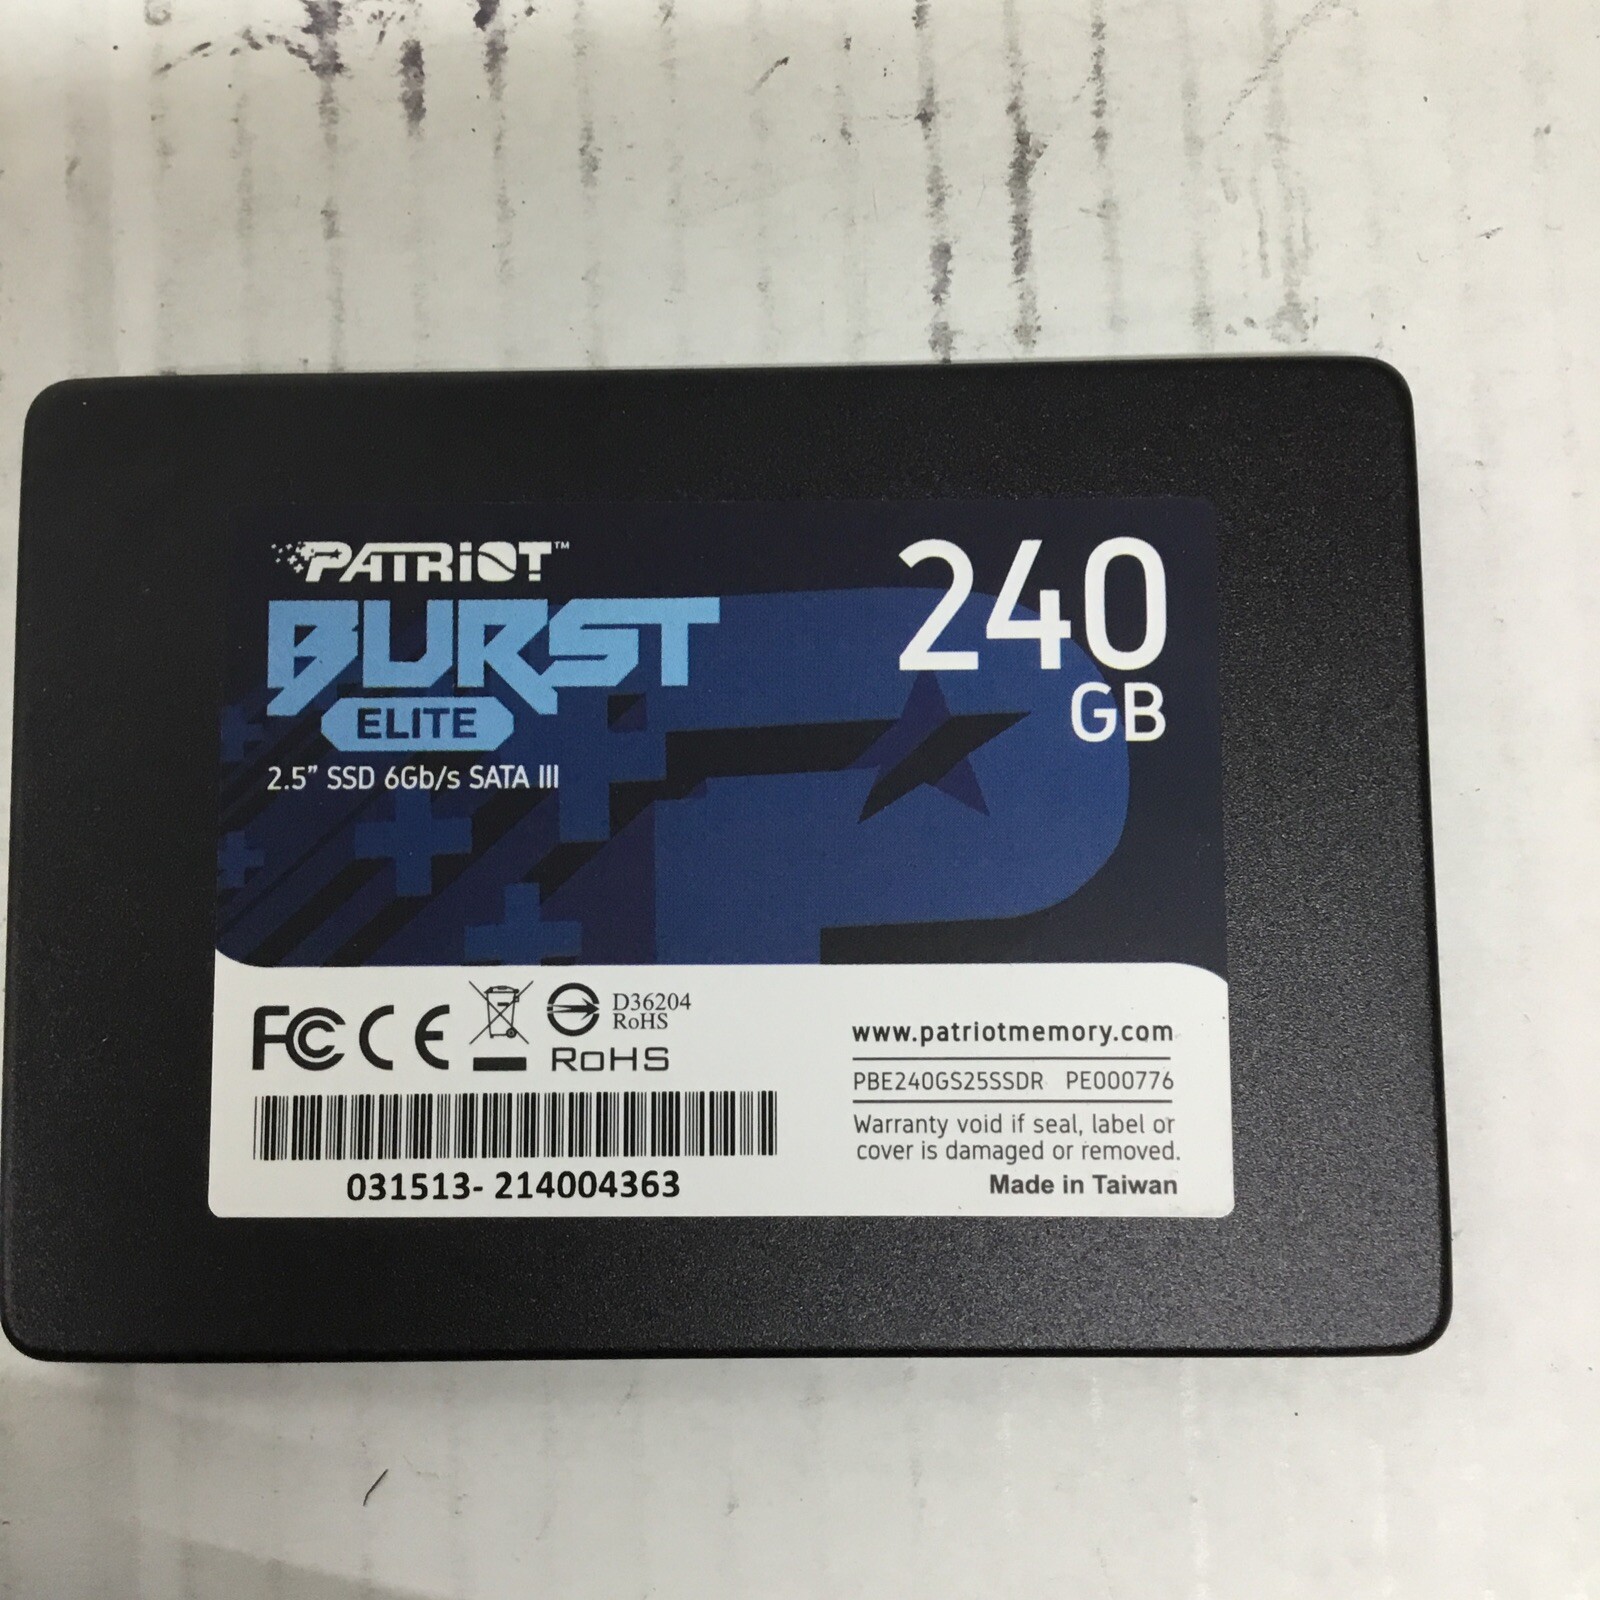 PATRiOT™
BURST
ELITE
2.5” SSD 6Gb/s SATA III
240
GB
FC CE
D36204
RoHS
RoHS
031513- 214004363
www.patriotmemory.com
PBE240GS25SSDR PE000776
Warranty void if seal, label or
cover is damaged or removed.
Made in Taiwan